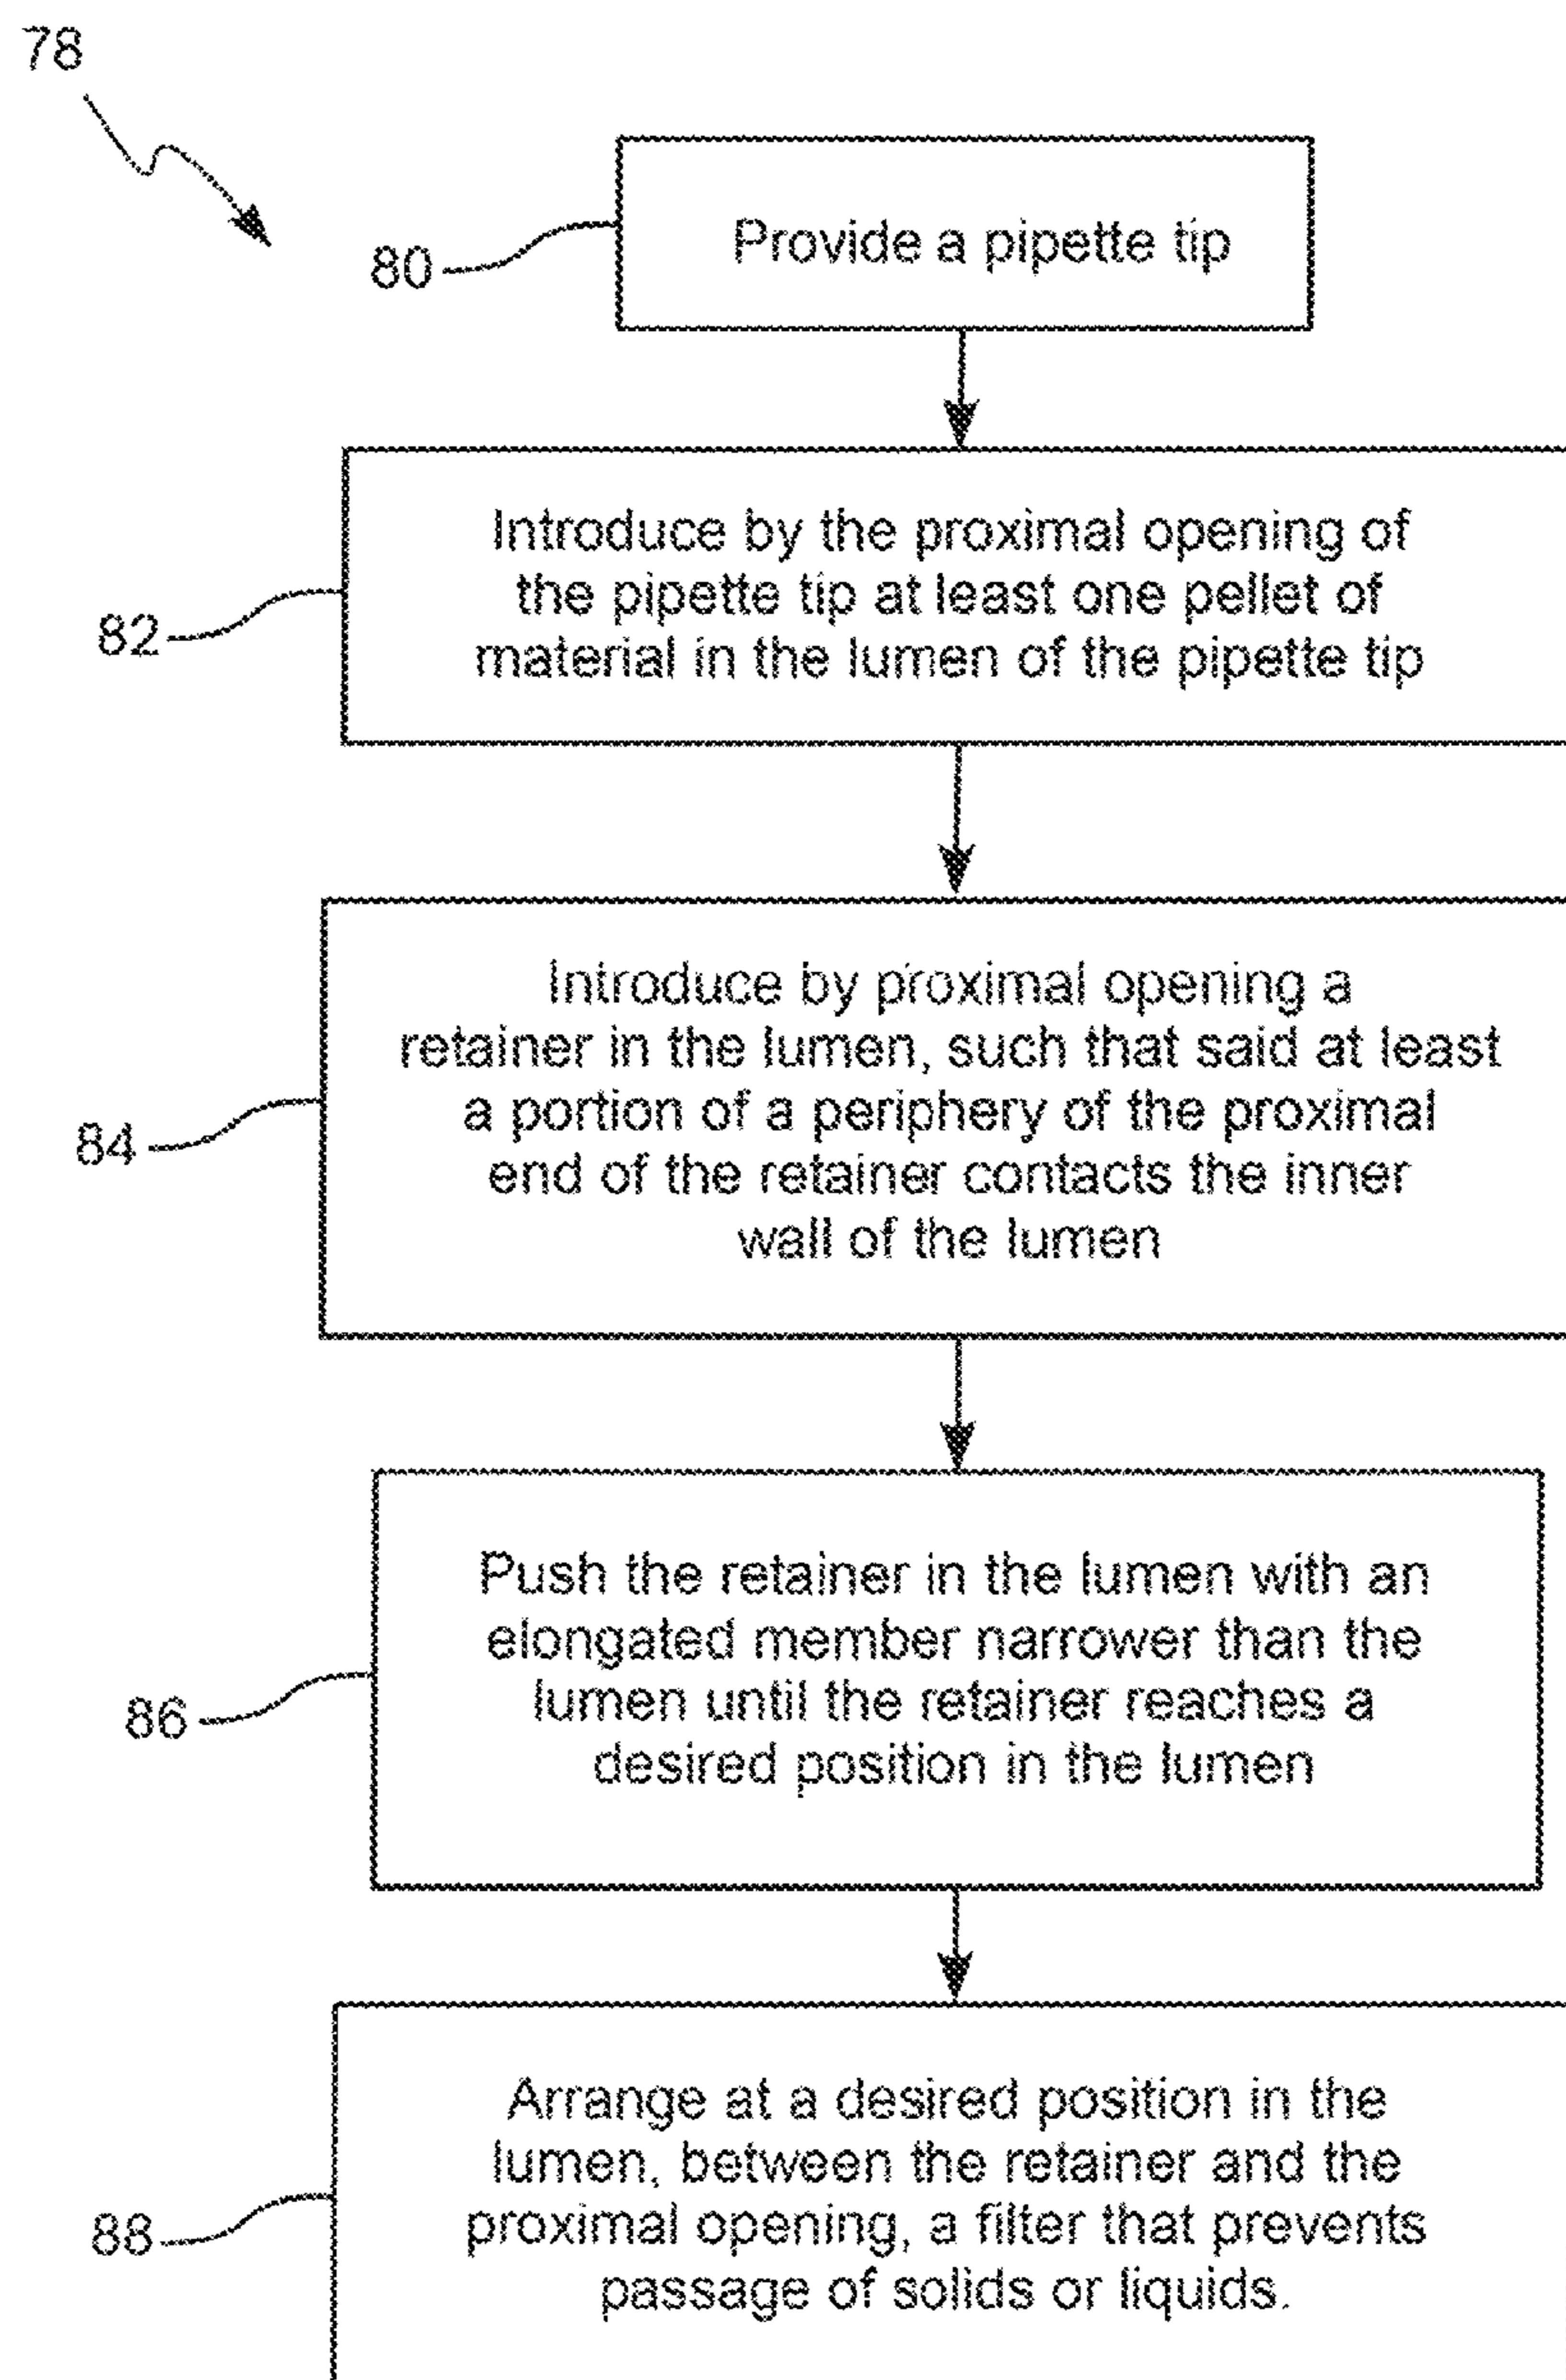 78
80
Provide a pipette tip
82
Introduce by the proximal opening of
the pipette tip at least one pellet of
material in the lumen of the pipette tip
84
Introduce by proximal opening a
retainer in the lumen, such that said at least
a portion of a periphery of the proximal
end of the retainer contacts the inner
wall of the lumen
86
Push the retainer in the lumen with an
elongated member narrower than the
lumen until the retainer reaches a
desired position in the lumen
88
Arrange at a desired position in the
lumen, between the retainer and the
proximal opening, a filter that prevents
passage of solids or liquids.